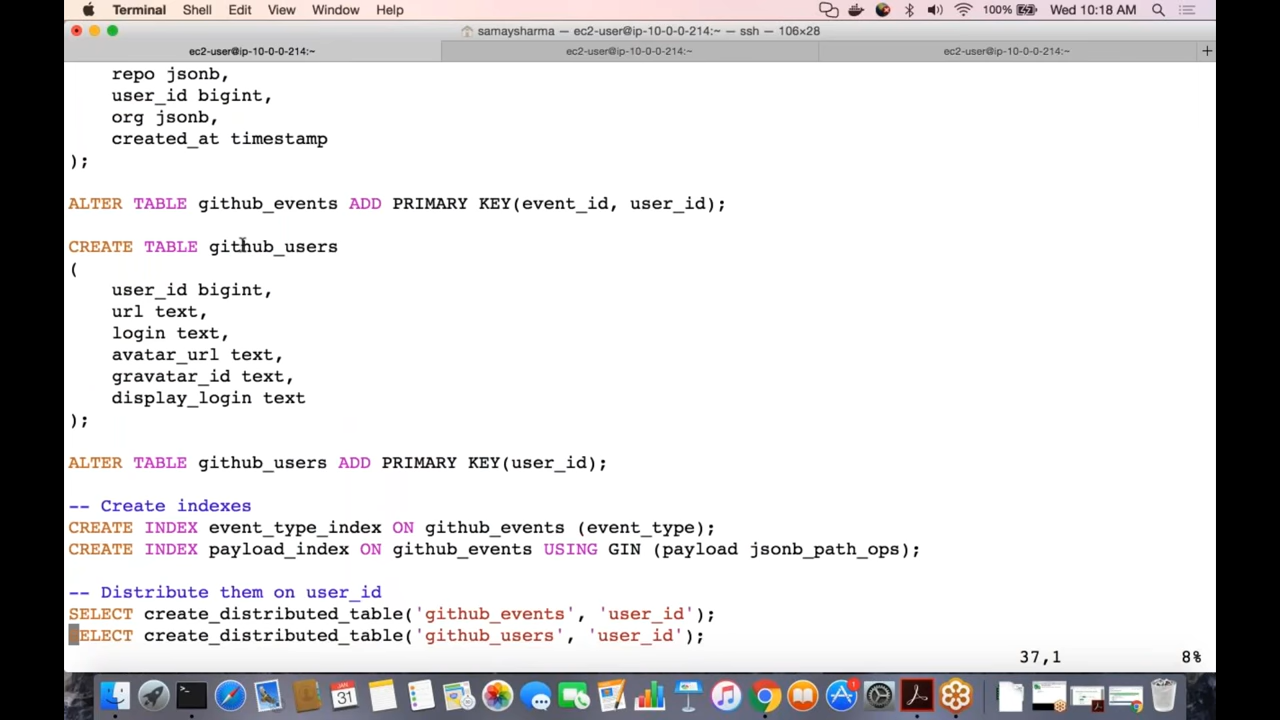 Terminal Shell Edit View Window Help 100% Wed 10:18 AM
samaysharma — ec2-user@ip-10-0-0-214:~ — ssh — 106×28
ec2-user@ip-10-0-0-214:~ ec2-user@ip-10-0-0-214:~ ec2-user@ip-10-0-0-214:~ +
repo jsonb,
user_id bigint,
org jsonb,
created_at timestamp
);
ALTER TABLE github_events ADD PRIMARY KEY(event_id, user_id);
CREATE TABLE github_users
(
user_id bigint,
url text,
login text,
avatar_url text,
gravatar_id text,
display_login text
);
ALTER TABLE github_users ADD PRIMARY KEY(user_id);
-- Create indexes
CREATE INDEX event_type_index ON github_events (event_type);
CREATE INDEX payload_index ON github_events USING GIN (payload jsonb_path_ops);
-- Distribute them on user_id
SELECT create_distributed_table('github_events', 'user_id');
SELECT create_distributed_table('github_users', 'user_id');
37,1 8%
31
1